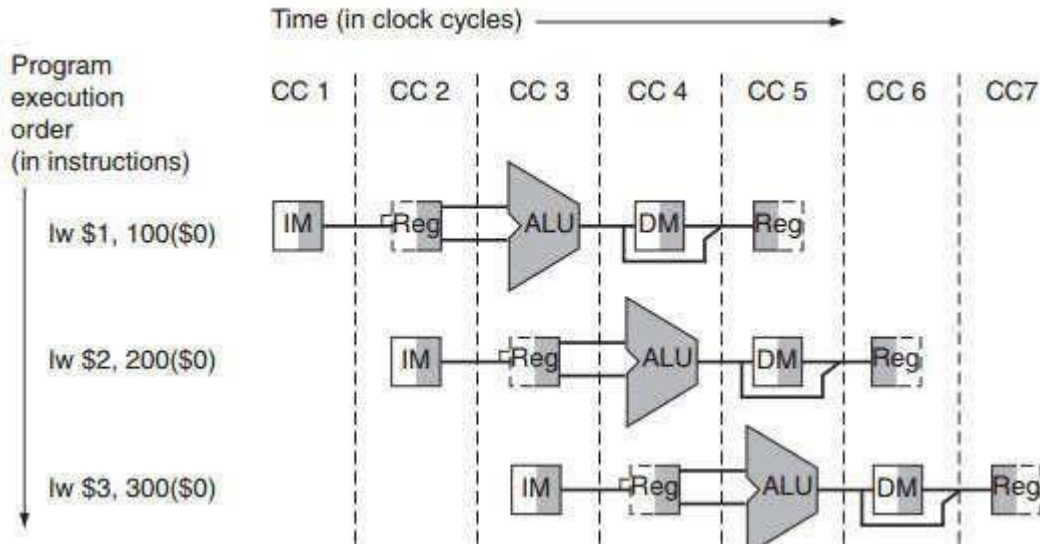 Time (in clock cycles)
Program
execution
order
(in instructions)
CC 1 CC 2 CC 3 CC 4 CC 5 CC 6 CC7
lw $1, 100($0) IM Reg ALU DM Reg
lw $2, 200($0) IM Reg ALU DM Reg
lw $3, 300($0) IM Reg ALU DM Reg